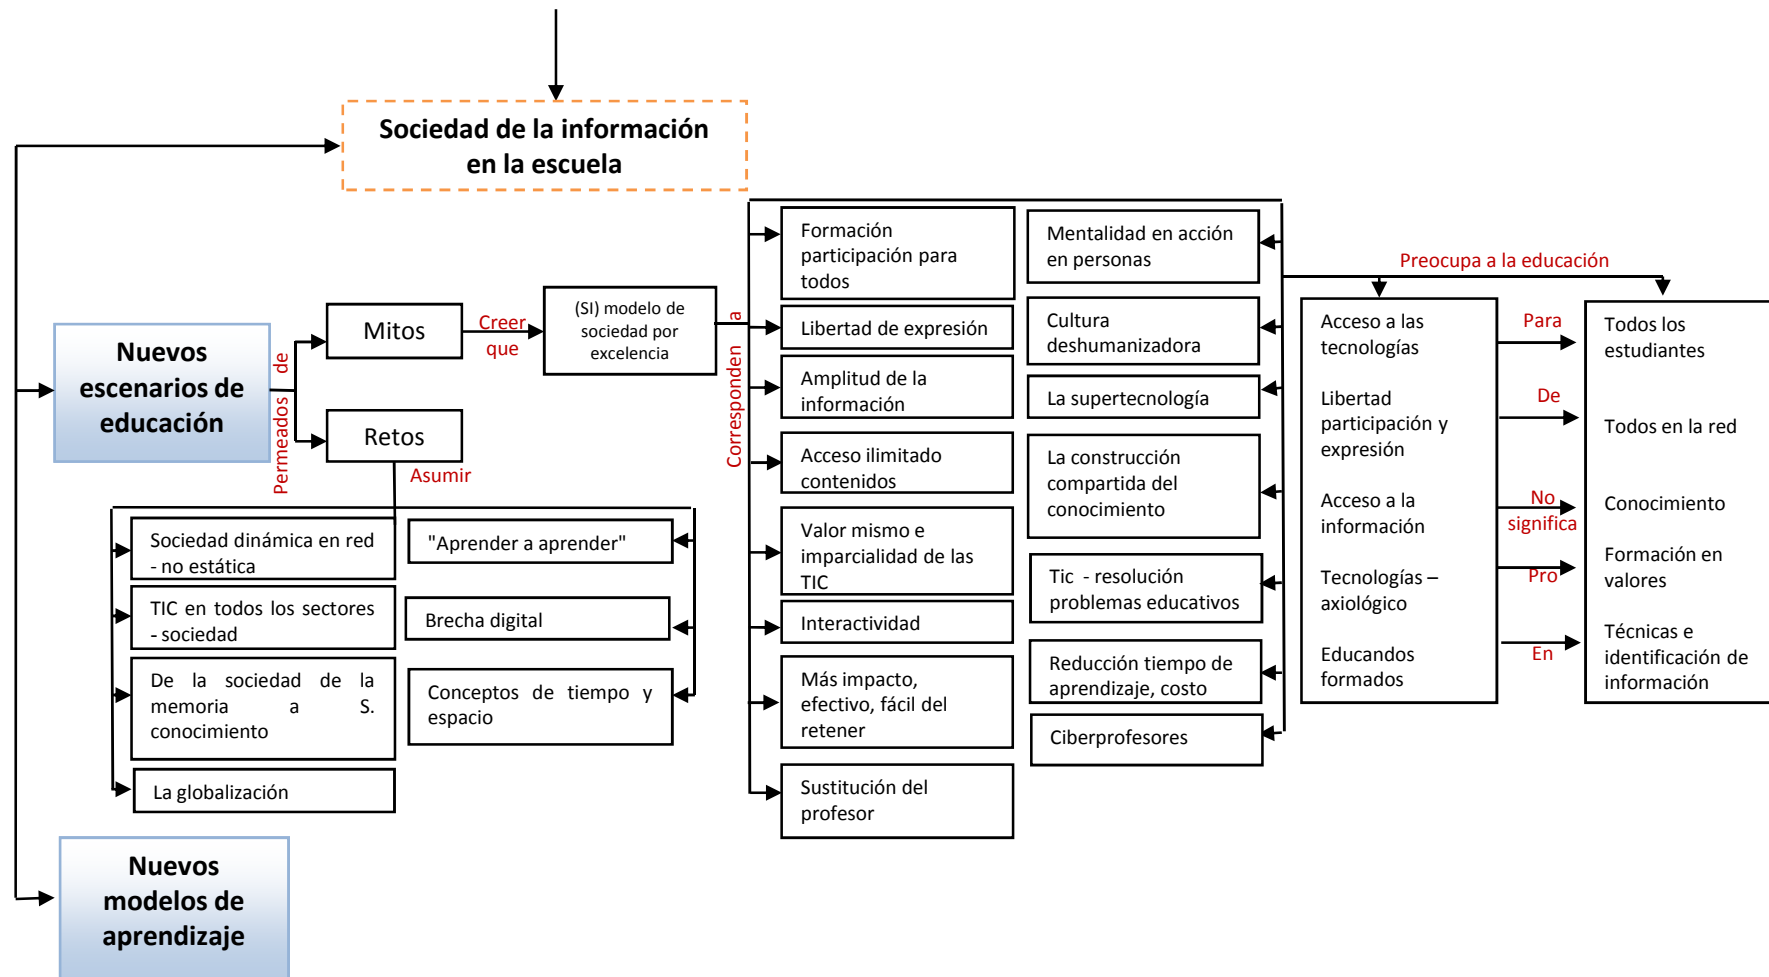 Sociedad de la información
en la escuela
Nuevos
escenarios de
educación
Permeados de
Mitos
Retos
Creer
que
Asumir
(SI) modelo de
sociedad por
excelencia
Corresponden a
Sociedad dinámica en red
- no estática
TIC en todos los sectores
- sociedad
De la sociedad de la
memoria a S.
conocimiento
La globalización
"Aprender a aprender"
Brecha digital
Conceptos de tiempo y
espacio
Formación
participación para
todos
Libertad de expresión
Amplitud de la
información
Acceso ilimitado
contenidos
Valor mismo e
imparcialidad de las
TIC
Interactividad
Más impacto,
efectivo, fácil del
retener
Sustitución del
profesor
Mentalidad en acción
en personas
Cultura
deshumanizadora
La supertecnología
La construcción
compartida del
conocimiento
Tic - resolución
problemas educativos
Reducción tiempo de
aprendizaje, costo
Ciberprofesores
Preocupa a la educación
Acceso a las
tecnologías
Libertad
participación y
expresión
Acceso a la
información
Tecnologías –
axiológico
Educandos
formados
Para
De
No
significa
Pro
En
Todos los
estudiantes
Todos en la red
Conocimiento
Formación en
valores
Técnicas e
identificación de
información
Nuevos
modelos de
aprendizaje